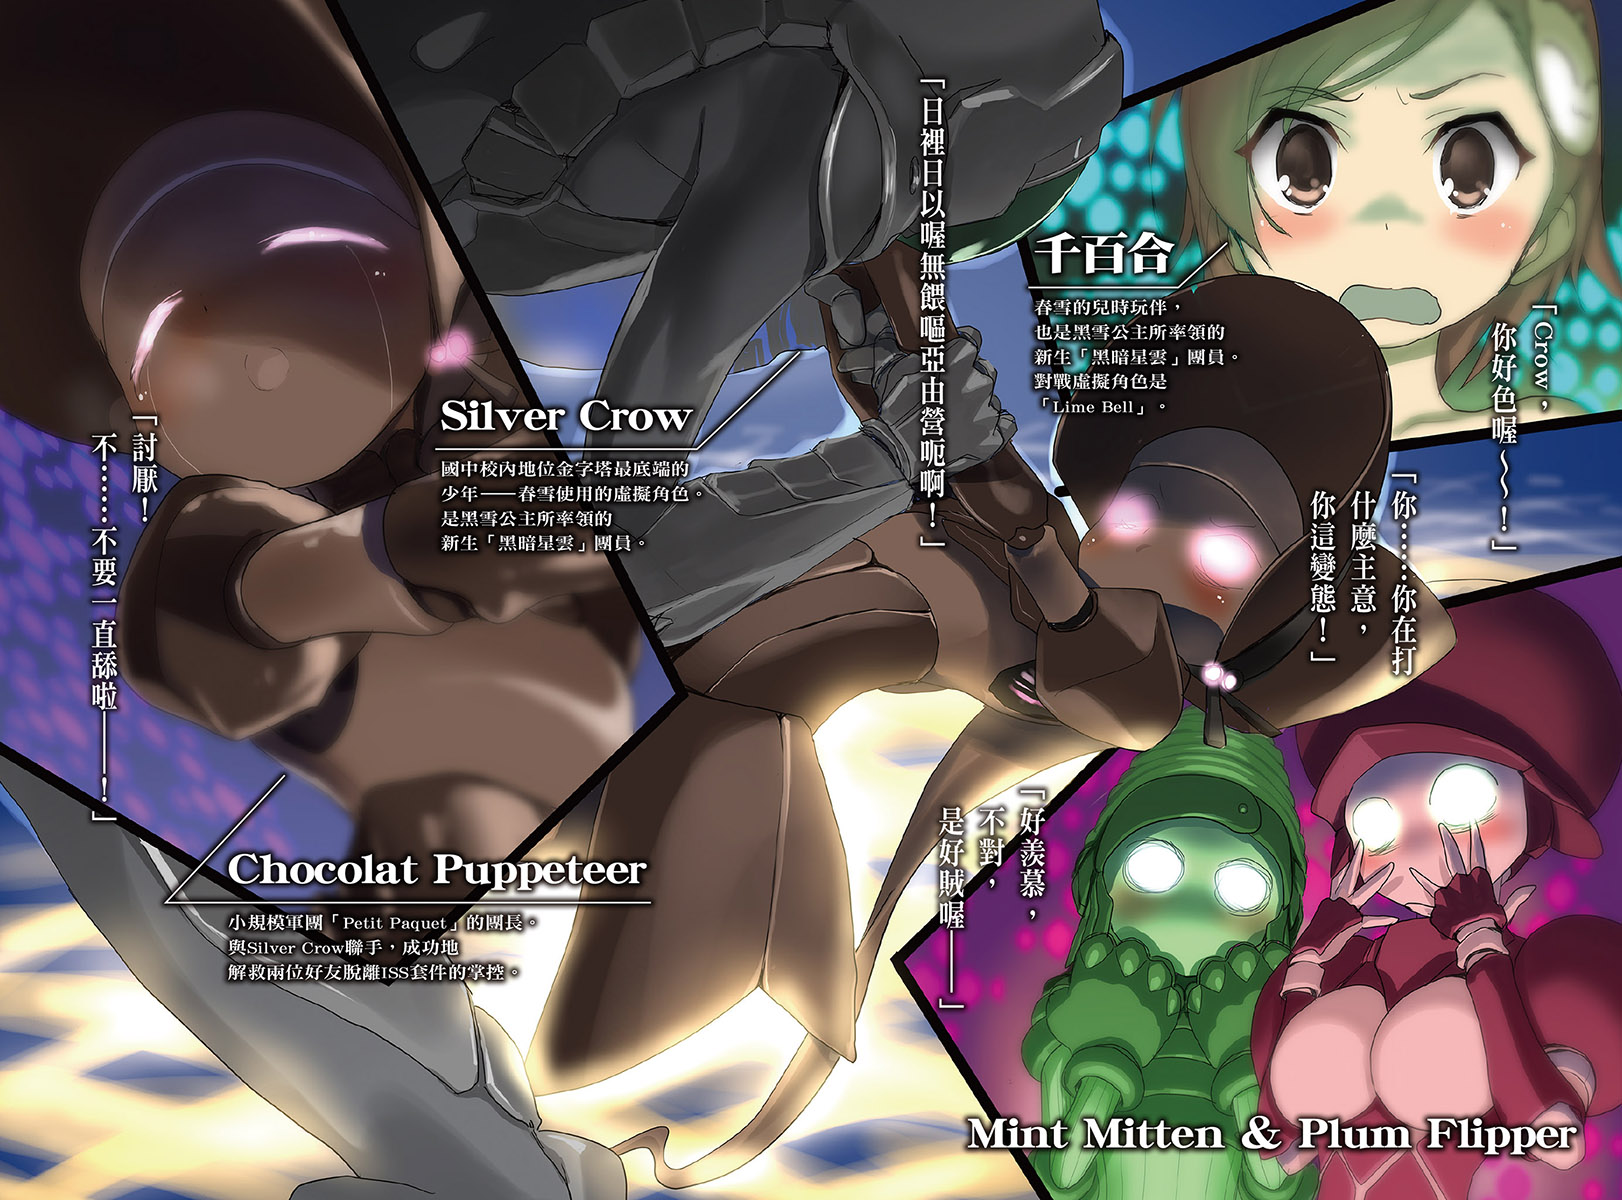 千百合
春雪的兒時玩伴，
也是黑雪公主所率領的
新生「黑暗星雲」團員。
對戰虛擬角色是
「Lime Bell」。
「Crow，
你好色喔～～！」
「你……你在打
什麼主意，
你這變態！」
「日裡日以喔無餵嘔亞由營呃啊！」
Silver Crow
國中校內地位金字塔最底端的
少年——春雪使用的虛擬角色。
是黑雪公主所率領的
新生「黑暗星雲」團員。
「討厭！
不……不要一直舔啦——！」
Chocolat Puppeteer
小規模軍團「Petit Paquet」的團長。
與Silver Crow聯手，成功地
解救兩位好友脫離ISS套件的掌控。
「好羨慕，
不對，
是好賊喔——」
Mint Mitten & Plum Flipper